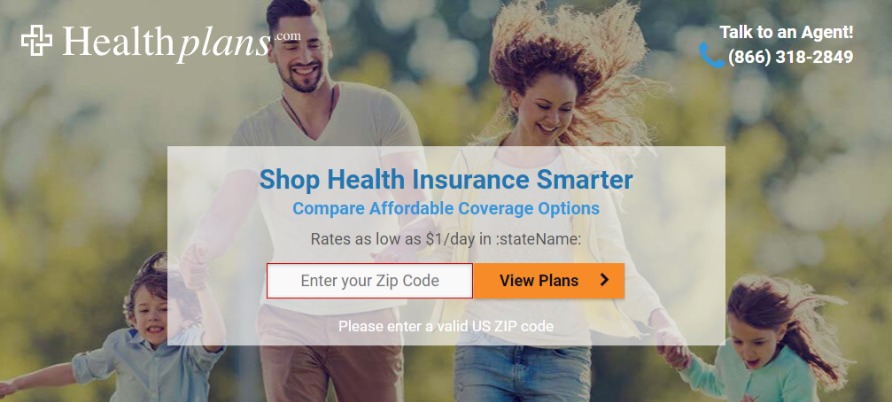 Healthplans.com
Talk to an Agent!
(866) 318-2849
Shop Health Insurance Smarter
Compare Affordable Coverage Options
Rates as low as $1/day in :stateName:
Enter your Zip Code
View Plans
Please enter a valid US ZIP code